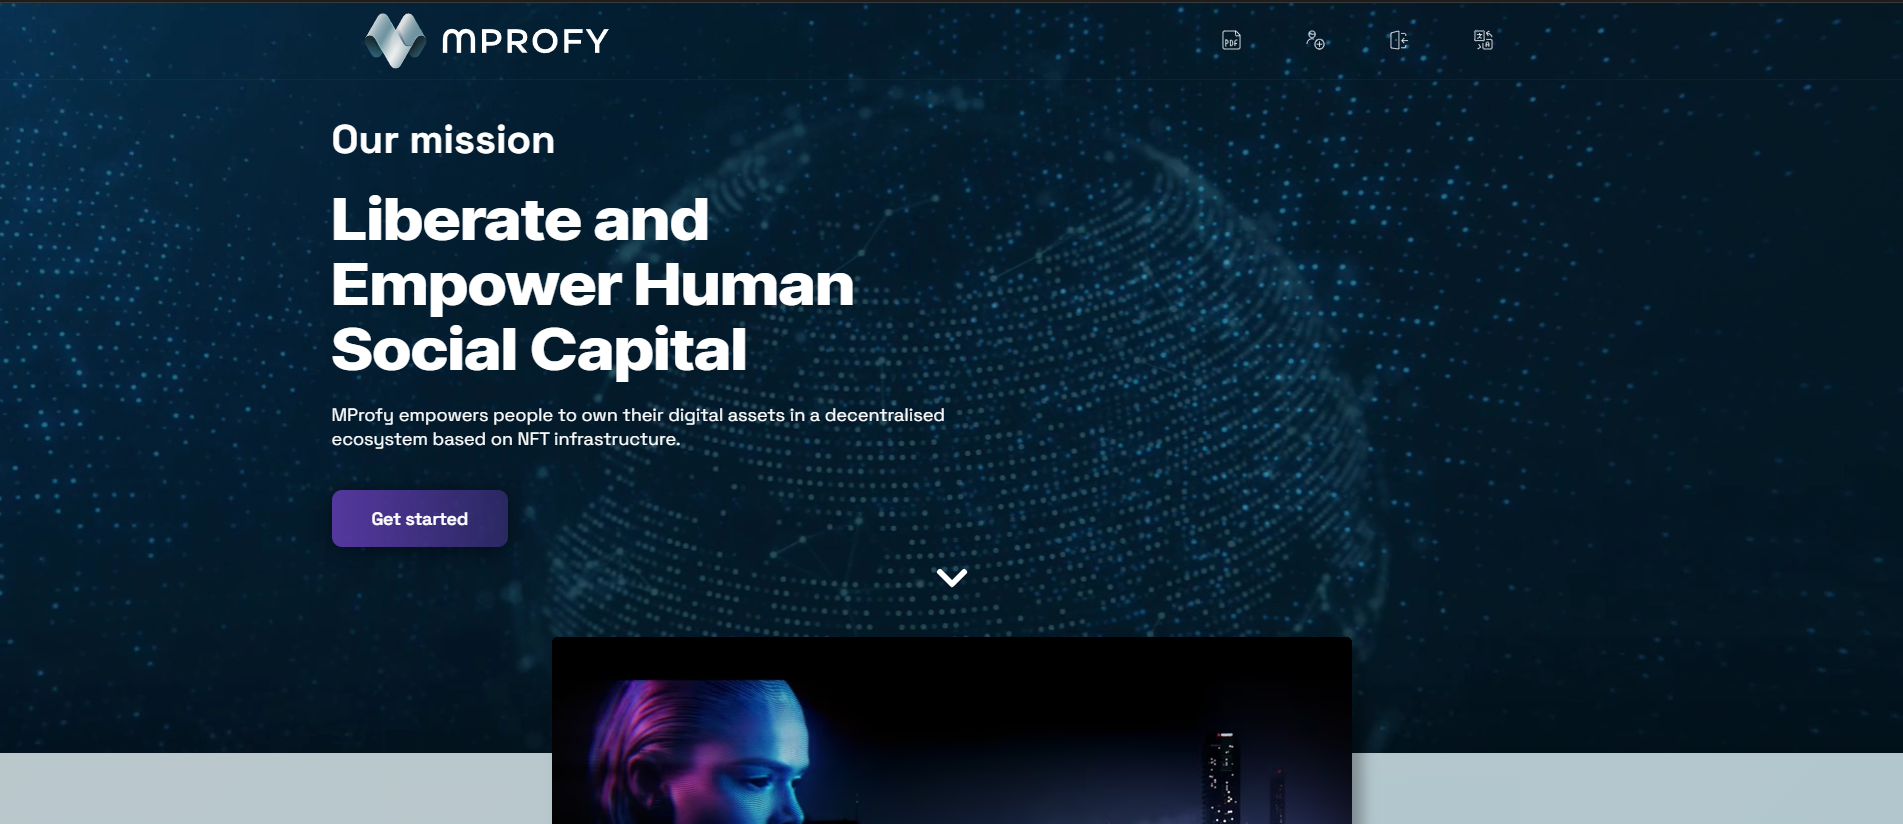 MPROFY
PDF
Our mission
Liberate and
Empower Human
Social Capital
MProfy empowers people to own their digital assets in a decentralised
ecosystem based on NFT infrastructure.
Get started